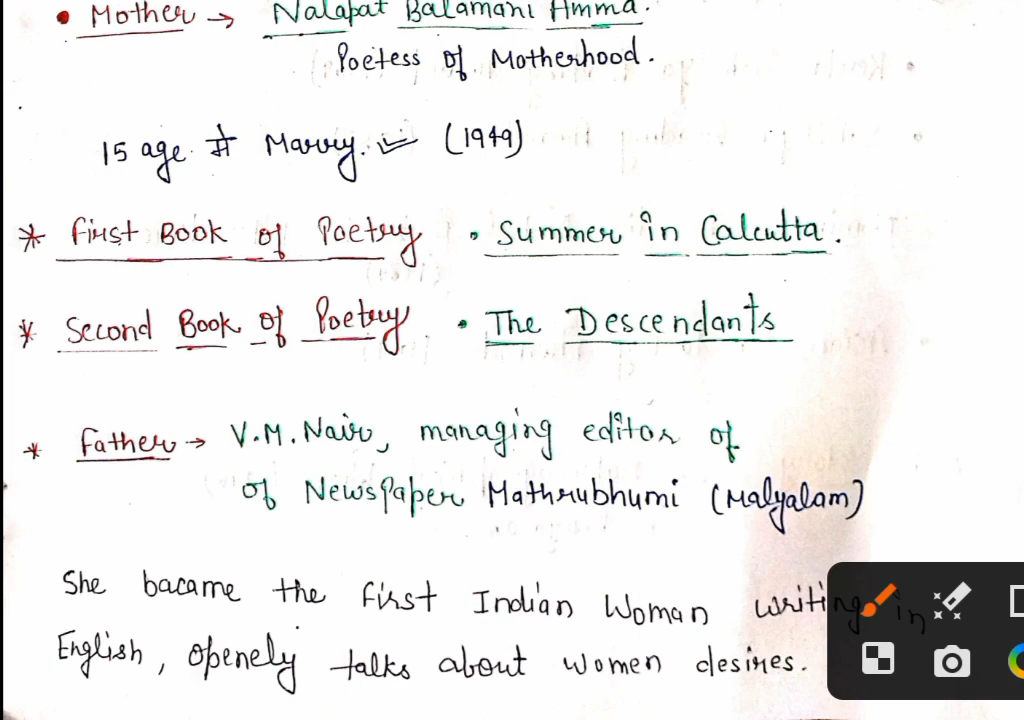 • Mother → Nalapat Balamani Amma.
Poetess of Motherhood.
15 age # Marry. (1949)
* First Book of Poetry • Summer in Calcutta.
* Second Book of Poetry • The Descendants
* Father → V.M. Nair, managing editor of
of Newspaper Mathrubhumi (Malyalam)
She bacame the first Indian Woman writing in
English, openely talks about women desires.